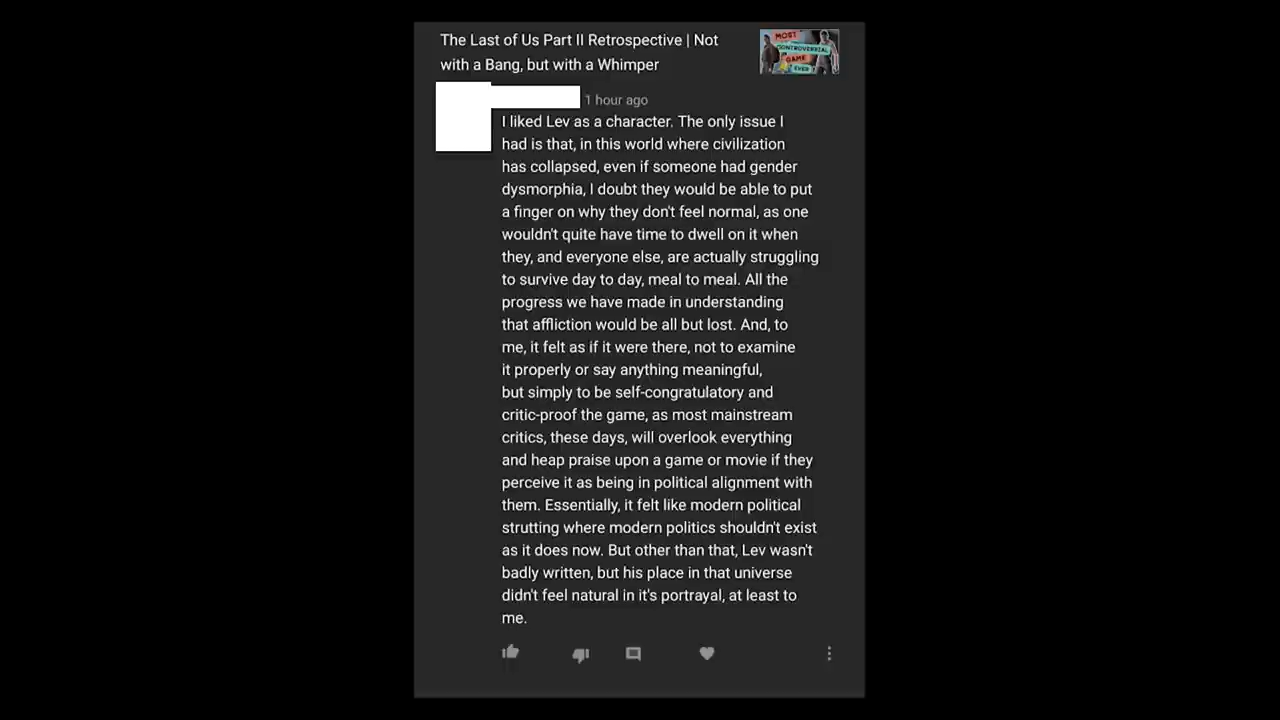 The Last of Us Part II Retrospective | Not
with a Bang, but with a Whimper
MOST
CONTROVERSIAL
GAME
EVER
1 hour ago
I liked Lev as a character. The only issue I
had is that, in this world where civilization
has collapsed, even if someone had gender
dysmorphia, I doubt they would be able to put
a finger on why they don't feel normal, as one
wouldn't quite have time to dwell on it when
they, and everyone else, are actually struggling
to survive day to day, meal to meal. All the
progress we have made in understanding
that affliction would be all but lost. And, to
me, it felt as if it were there, not to examine
it properly or say anything meaningful,
but simply to be self-congratulatory and
critic-proof the game, as most mainstream
critics, these days, will overlook everything
and heap praise upon a game or movie if they
perceive it as being in political alignment with
them. Essentially, it felt like modern political
strutting where modern politics shouldn't exist
as it does now. But other than that, Lev wasn't
badly written, but his place in that universe
didn't feel natural in it's portrayal, at least to
me.